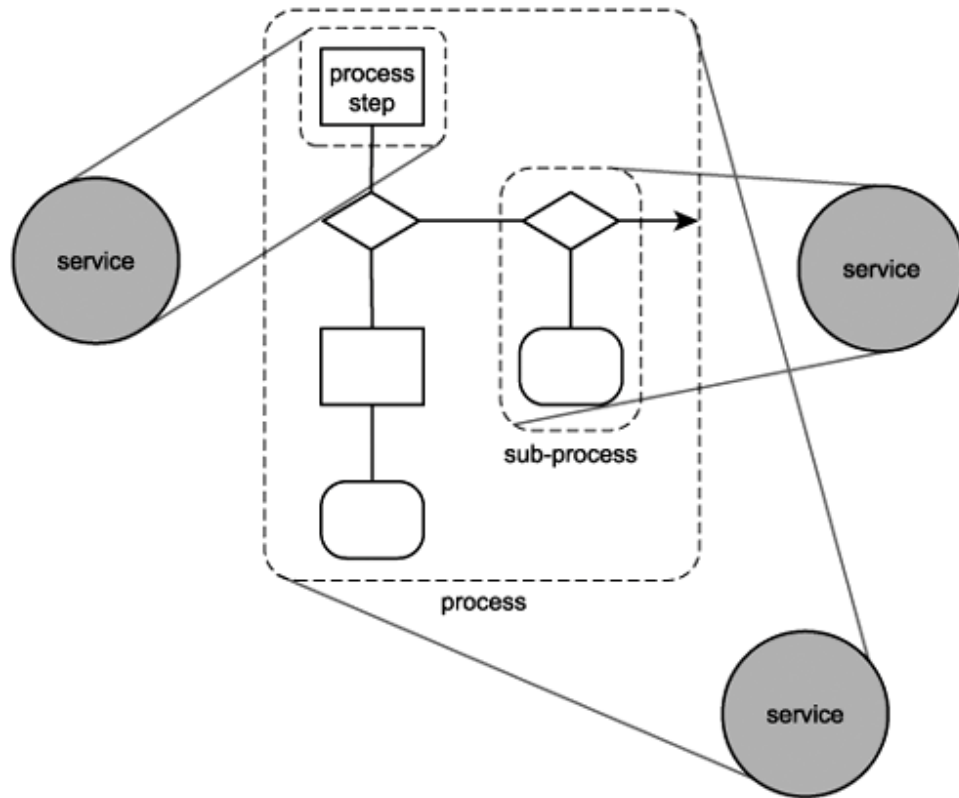 process
step
service
service
sub-process
process
service